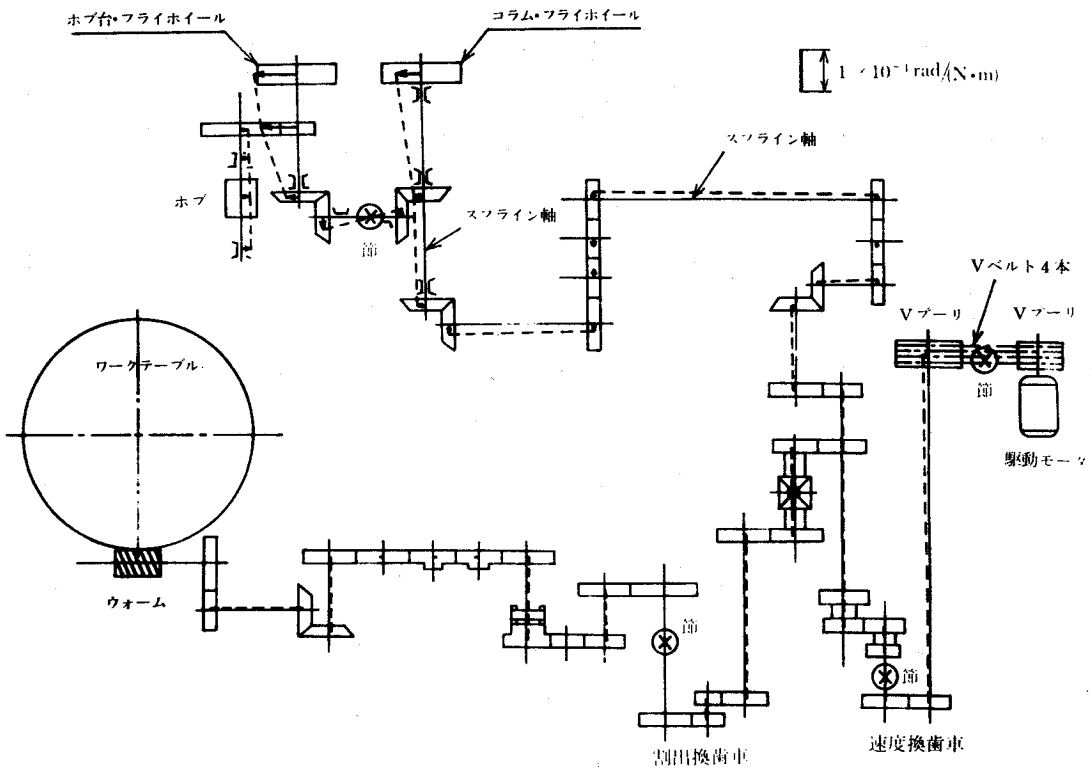 ホブ台・フライホイール
コラム・フライホイール
1×10⁻⁴rad/(N・m)
スプライン軸
ホブ
節
スプライン軸
Vベルト4本
Vプーリ
Vプーリ
ワークテーブル
節
駆動モータ
ウォーム
節
節
割出換歯車
速度換歯車